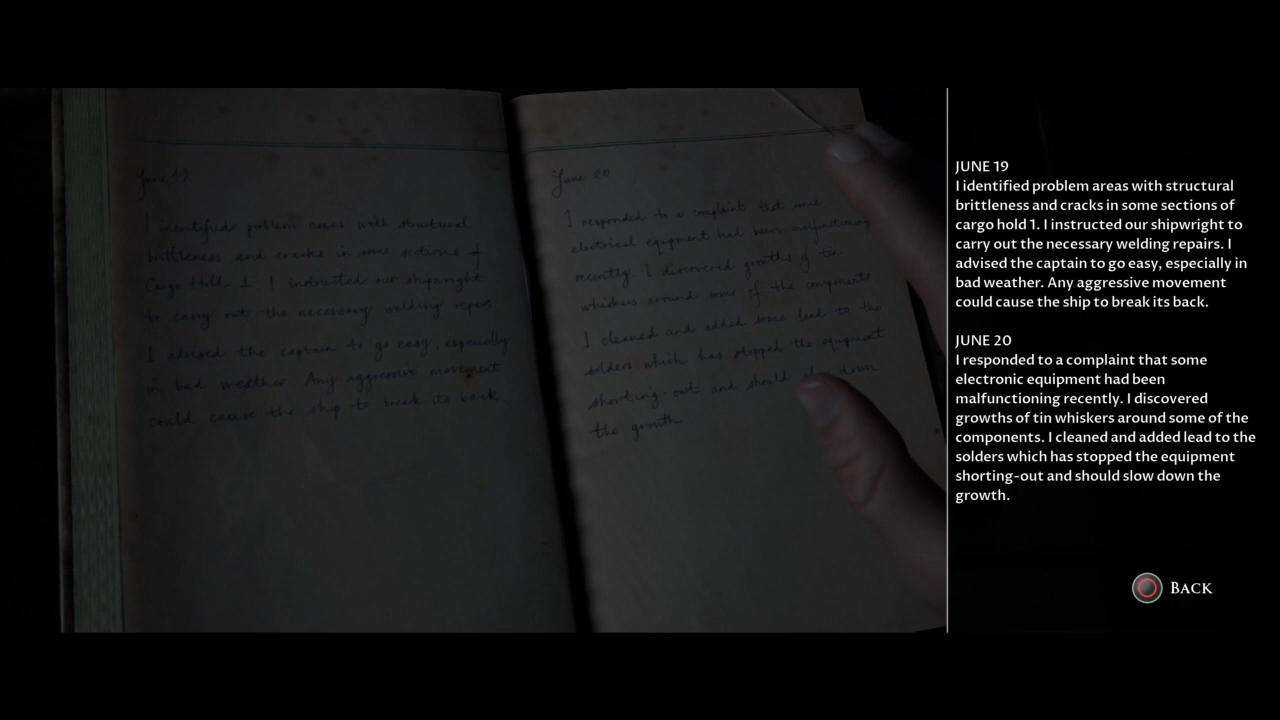 June 19
I identified problem areas with structural
brittleness and cracks in some sections of
Cargo Hold 1. I instructed our shipwright
to carry out the necessary welding repairs
I advised the captain to go easy, especially
in bad weather. Any aggressive movement
could cause the ship to break its back.
June 20
I responded to a complaint that some
electrical equipment had been malfunctioning
recently. I discovered growths of tin
whiskers around some of the components
I cleaned and added some lead to the
solders which has stopped the equipment
shorting-out and should slow down
the growth.
JUNE 19
I identified problem areas with structural
brittleness and cracks in some sections of
cargo hold 1. I instructed our shipwright to
carry out the necessary welding repairs. I
advised the captain to go easy, especially in
bad weather. Any aggressive movement
could cause the ship to break its back.
JUNE 20
I responded to a complaint that some
electronic equipment had been
malfunctioning recently. I discovered
growths of tin whiskers around some of the
components. I cleaned and added lead to the
solders which has stopped the equipment
shorting-out and should slow down the
growth.
BACK